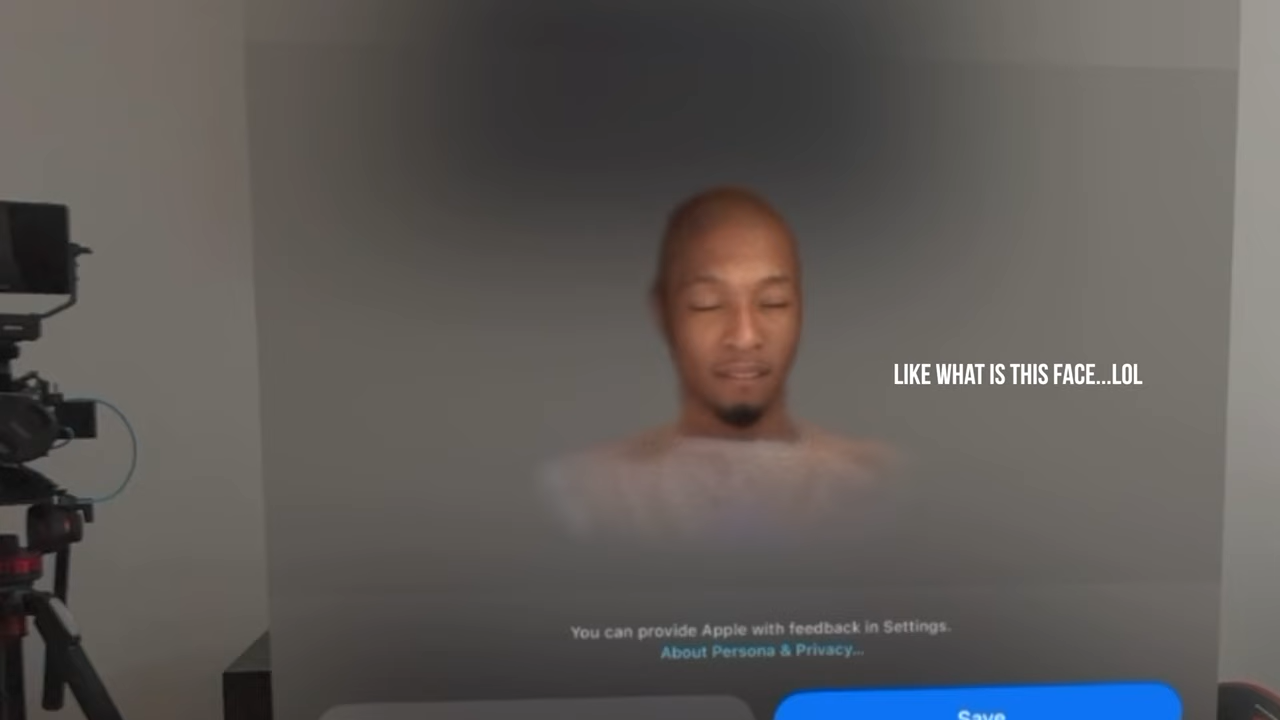 LIKE WHAT IS THIS FACE...LOL
You can provide Apple with feedback in Settings.
About Persona & Privacy...
Save